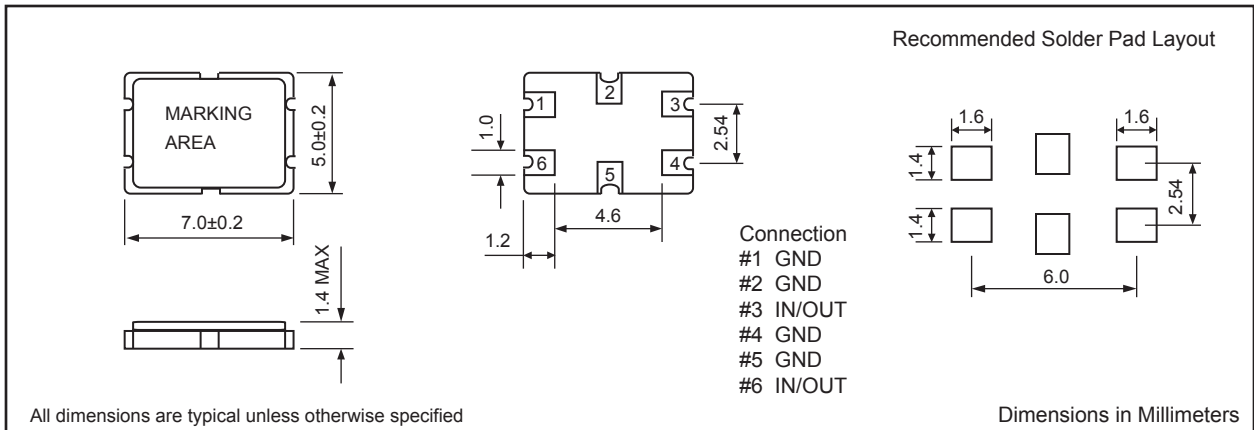 Recommended Solder Pad Layout
MARKING
AREA
5.0±0.2
7.0±0.2
1.4 MAX
1
2
3
4
5
6
1.0
2.54
4.6
1.2
Connection
#1 GND
#2 GND
#3 IN/OUT
#4 GND
#5 GND
#6 IN/OUT
1.6
1.6
1.4
1.4
2.54
6.0
All dimensions are typical unless otherwise specified
Dimensions in Millimeters